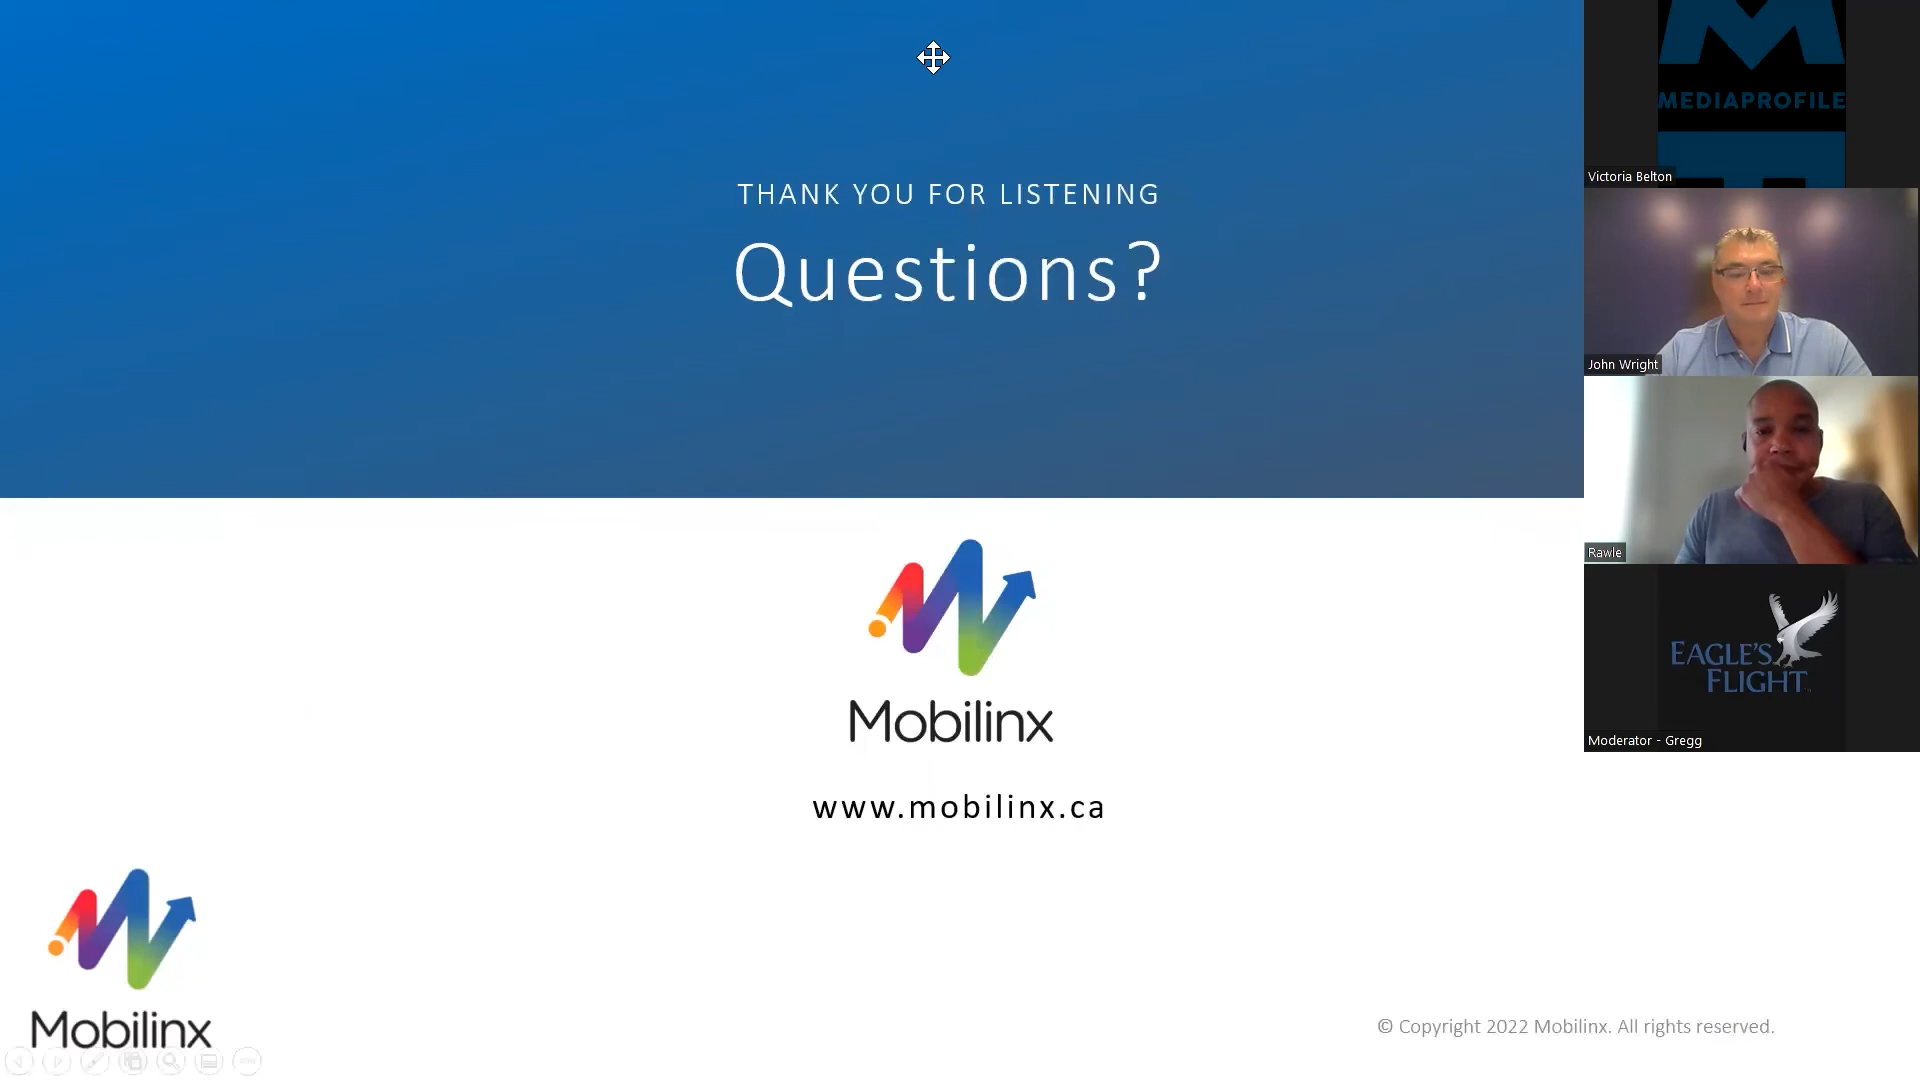 THANK YOU FOR LISTENING
Questions?
Mobilinx
www.mobilinx.ca
Mobilinx
© Copyright 2022 Mobilinx. All rights reserved.
MEDIAPROFILE
Victoria Belton
John Wright
Rawle
EAGLE'S
FLIGHT
Moderator - Gregg